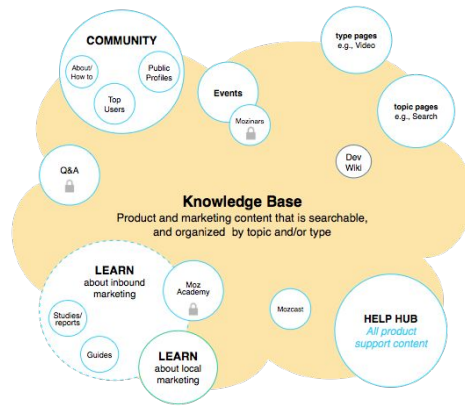 COMMUNITY
About/
How to
Public
Profiles
Top
Users
Events
Mozinars
type pages
e.g., Video
topic pages
e.g., Search
Q&A
Dev
Wiki
Knowledge Base
Product and marketing content that is searchable,
and organized by topic and/or type
LEARN
about inbound
marketing
Moz
Academy
Studies/
reports
Guides
LEARN
about local marketing
Mozcast
HELP HUB
All product
support content